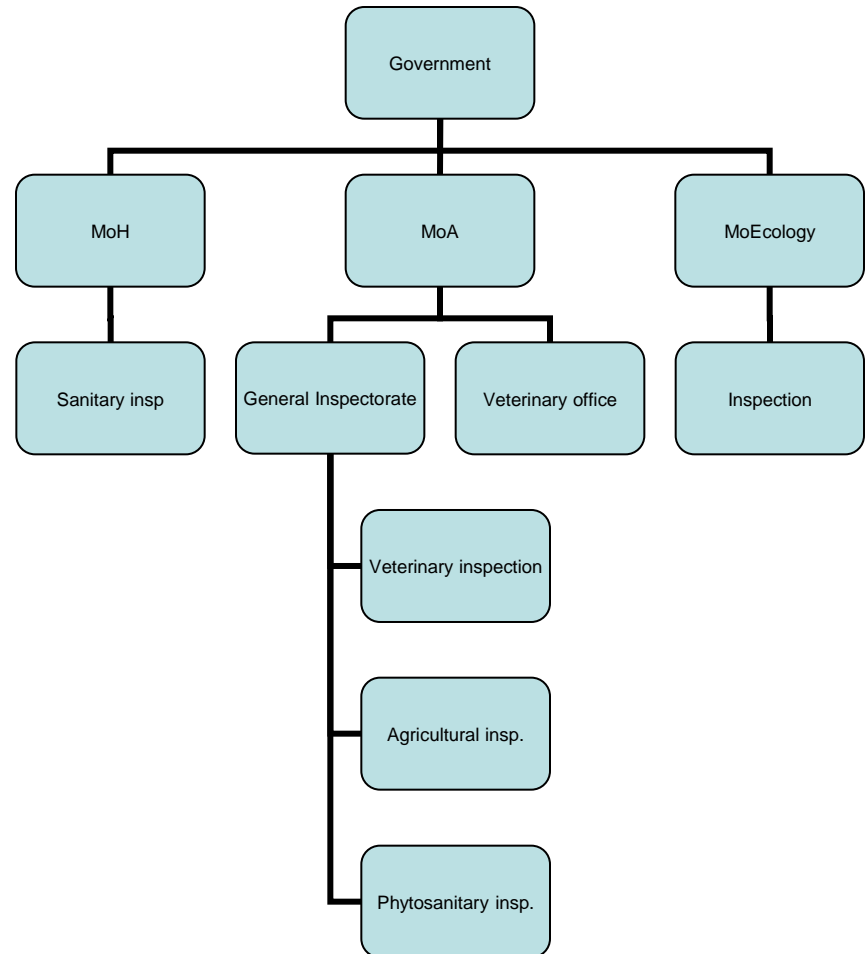 Government
MoH
MoA
MoEcology
Sanitary insp
General Inspectorate
Veterinary office
Inspection
Veterinary inspection
Agricultural insp.
Phytosanitary insp.